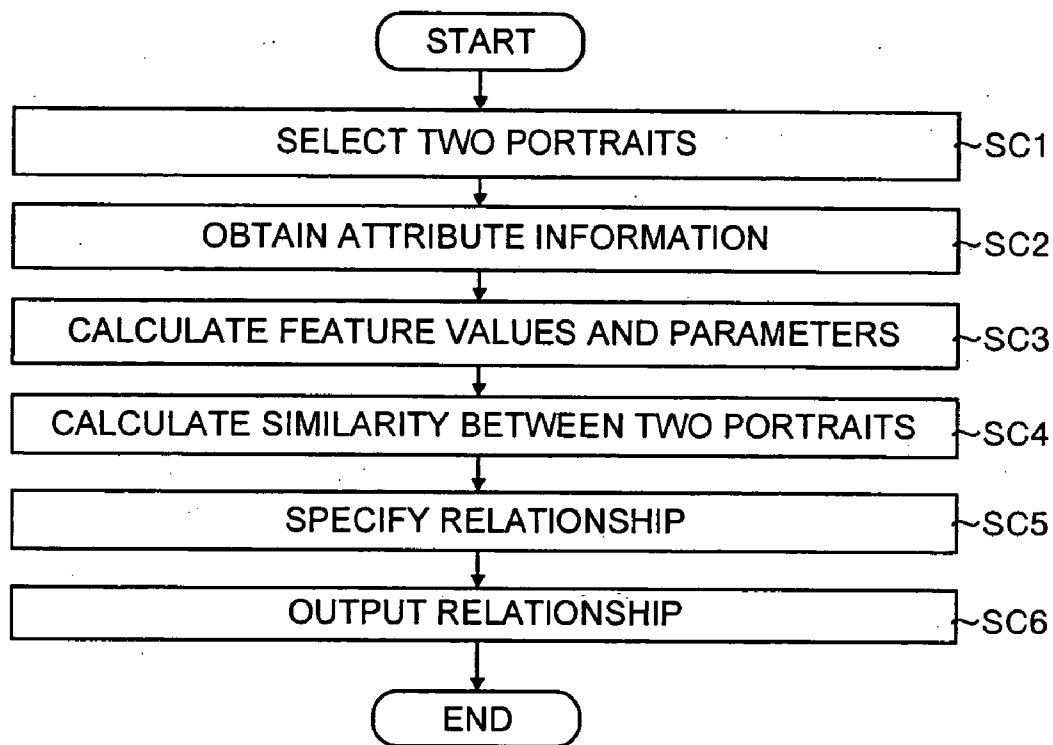 START
SELECT TWO PORTRAITS ~SC1
OBTAIN ATTRIBUTE INFORMATION ~SC2
CALCULATE FEATURE VALUES AND PARAMETERS ~SC3
CALCULATE SIMILARITY BETWEEN TWO PORTRAITS ~SC4
SPECIFY RELATIONSHIP ~SC5
OUTPUT RELATIONSHIP ~SC6
END